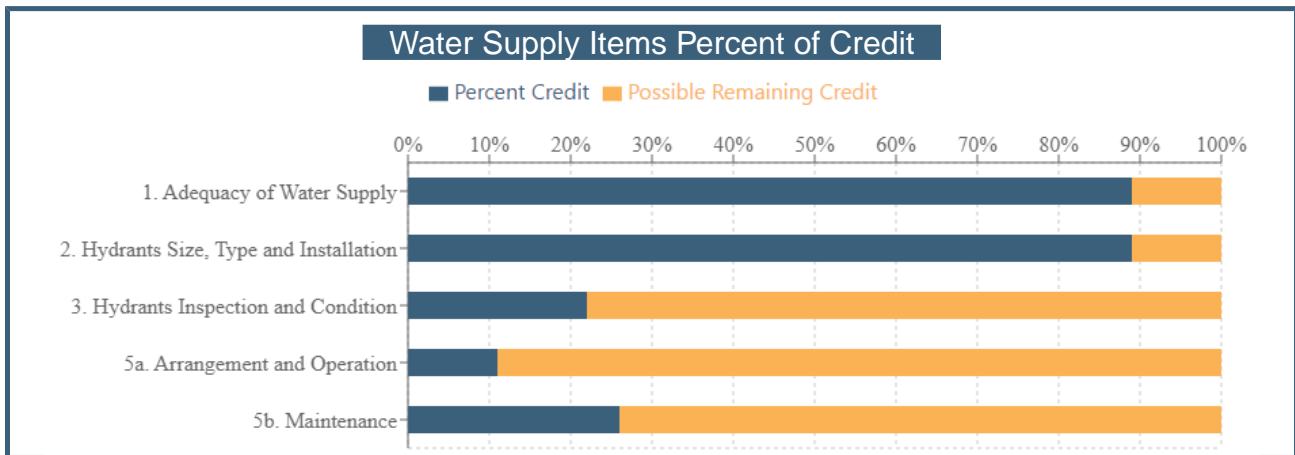 Water Supply Items Percent of Credit
Percent Credit Possible Remaining Credit
0% 10% 20% 30% 40% 50% 60% 70% 80% 90% 100%
1. Adequacy of Water Supply
2. Hydrants Size, Type and Installation
3. Hydrants Inspection and Condition
5a. Arrangement and Operation
5b. Maintenance